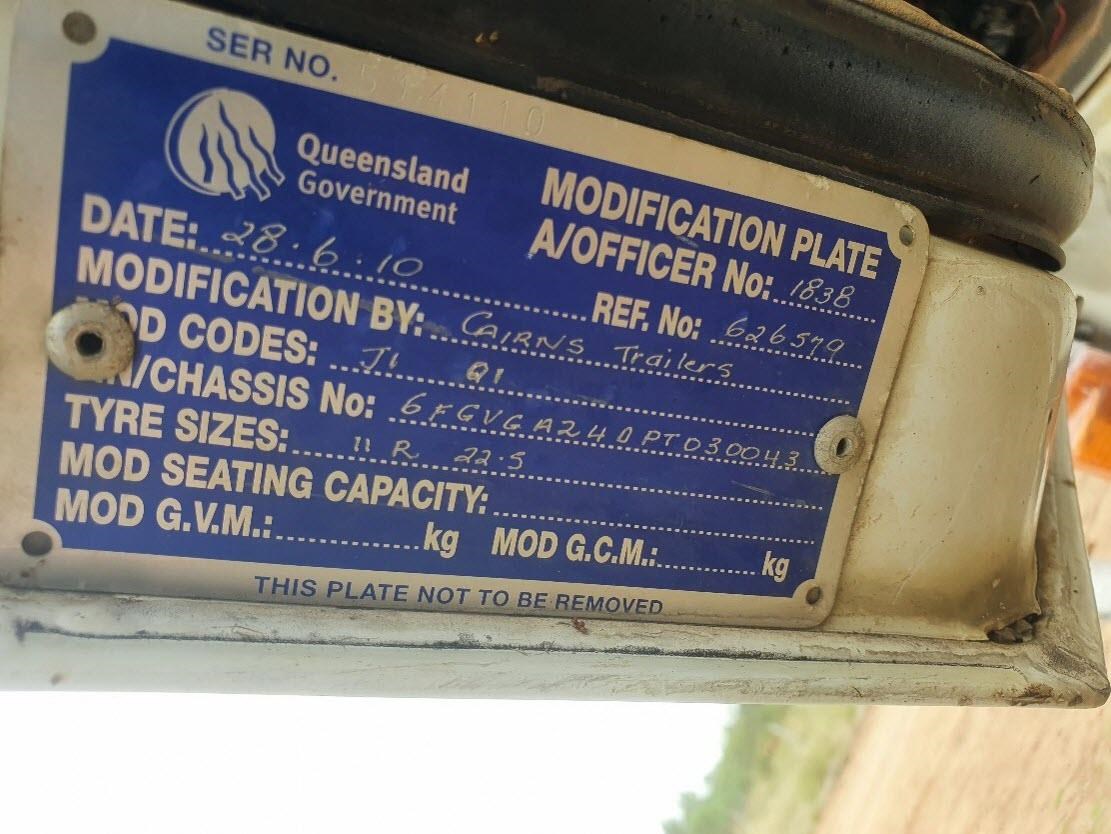 SER NO. 514110
Queensland
Government
MODIFICATION PLATE
DATE: 28.6.10
A/OFFICER No: 1838
MODIFICATION BY: CAIRNS Trailers
REF. No: 626579
MOD CODES: J1 Q1
VIN/CHASSIS No: 6FGVGA240PTD30043
TYRE SIZES: 11 R 22.5
MOD SEATING CAPACITY:
MOD G.V.M.: kg MOD G.C.M.: kg
THIS PLATE NOT TO BE REMOVED